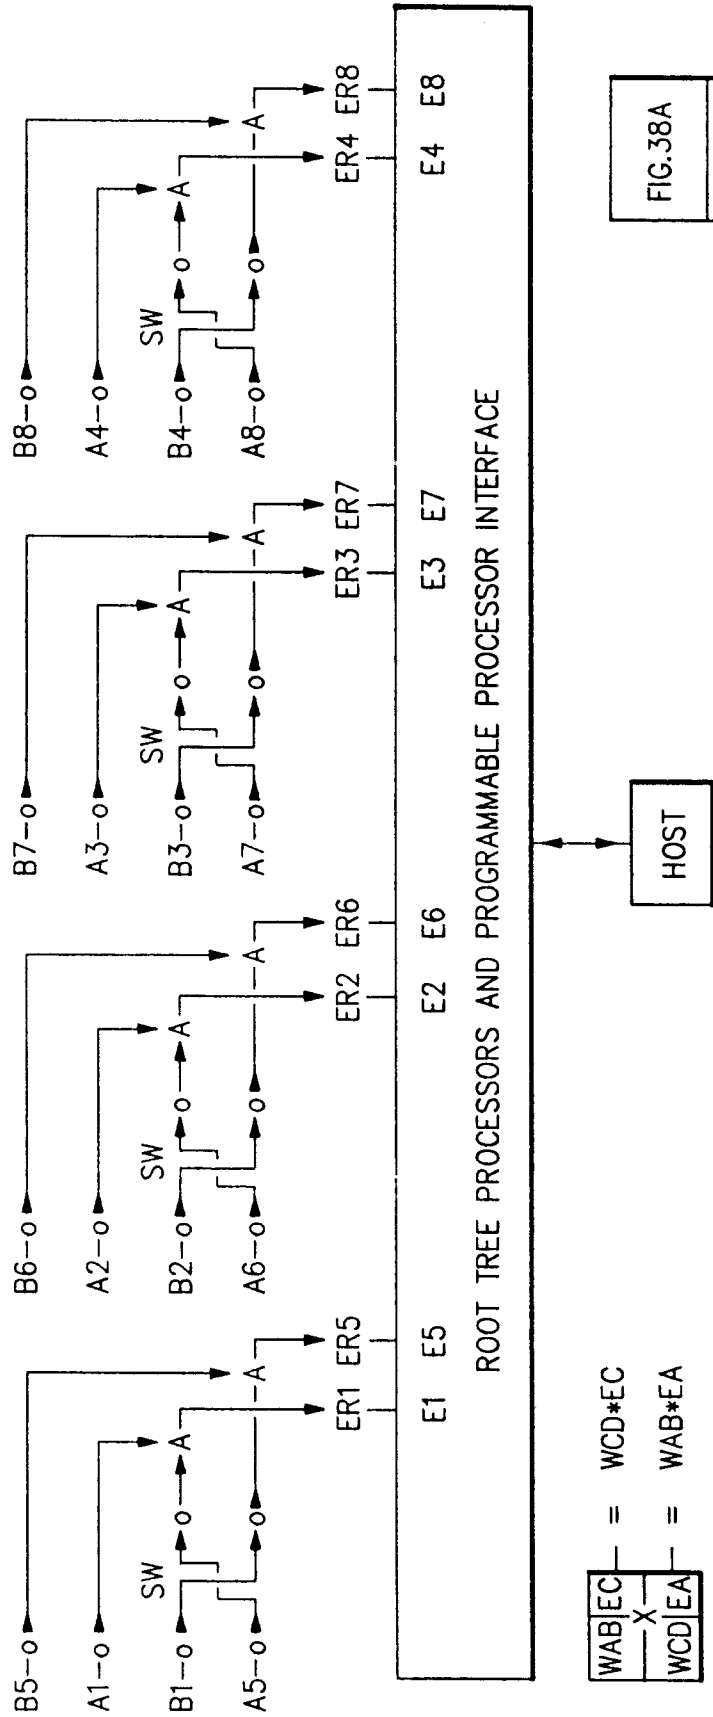 B5-o B6-o B7-o B8-o
A1-o A2-o A3-o A4-o
SW A SW A SW A SW A
B1-o o B2-o o B3-o o B4-o o
A5-o o A A6-o o A A7-o o A A8-o o A
ER1 ER5 ER2 ER6 ER3 ER7 ER4 ER8
E1 E5 E2 E6 E3 E7 E4 E8
ROOT TREE PROCESSORS AND PROGRAMMABLE PROCESSOR INTERFACE
WAB EC = WCD*EC
X
WCD EA = WAB*EA
HOST
FIG.38A